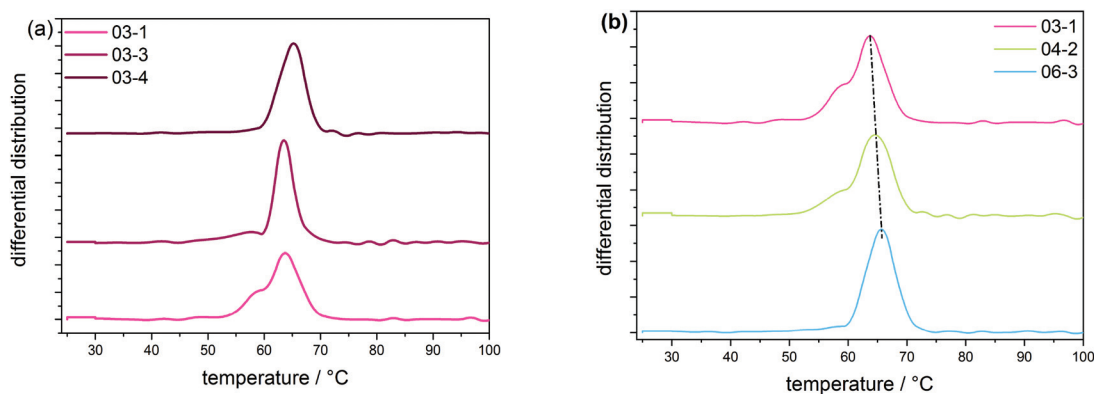 (a)
03-1
03-3
03-4
differential distribution
30 40 50 60 70 80 90 100
temperature / °C
(b)
03-1
04-2
06-3
differential distribution
30 40 50 60 70 80 90 100
temperature / °C